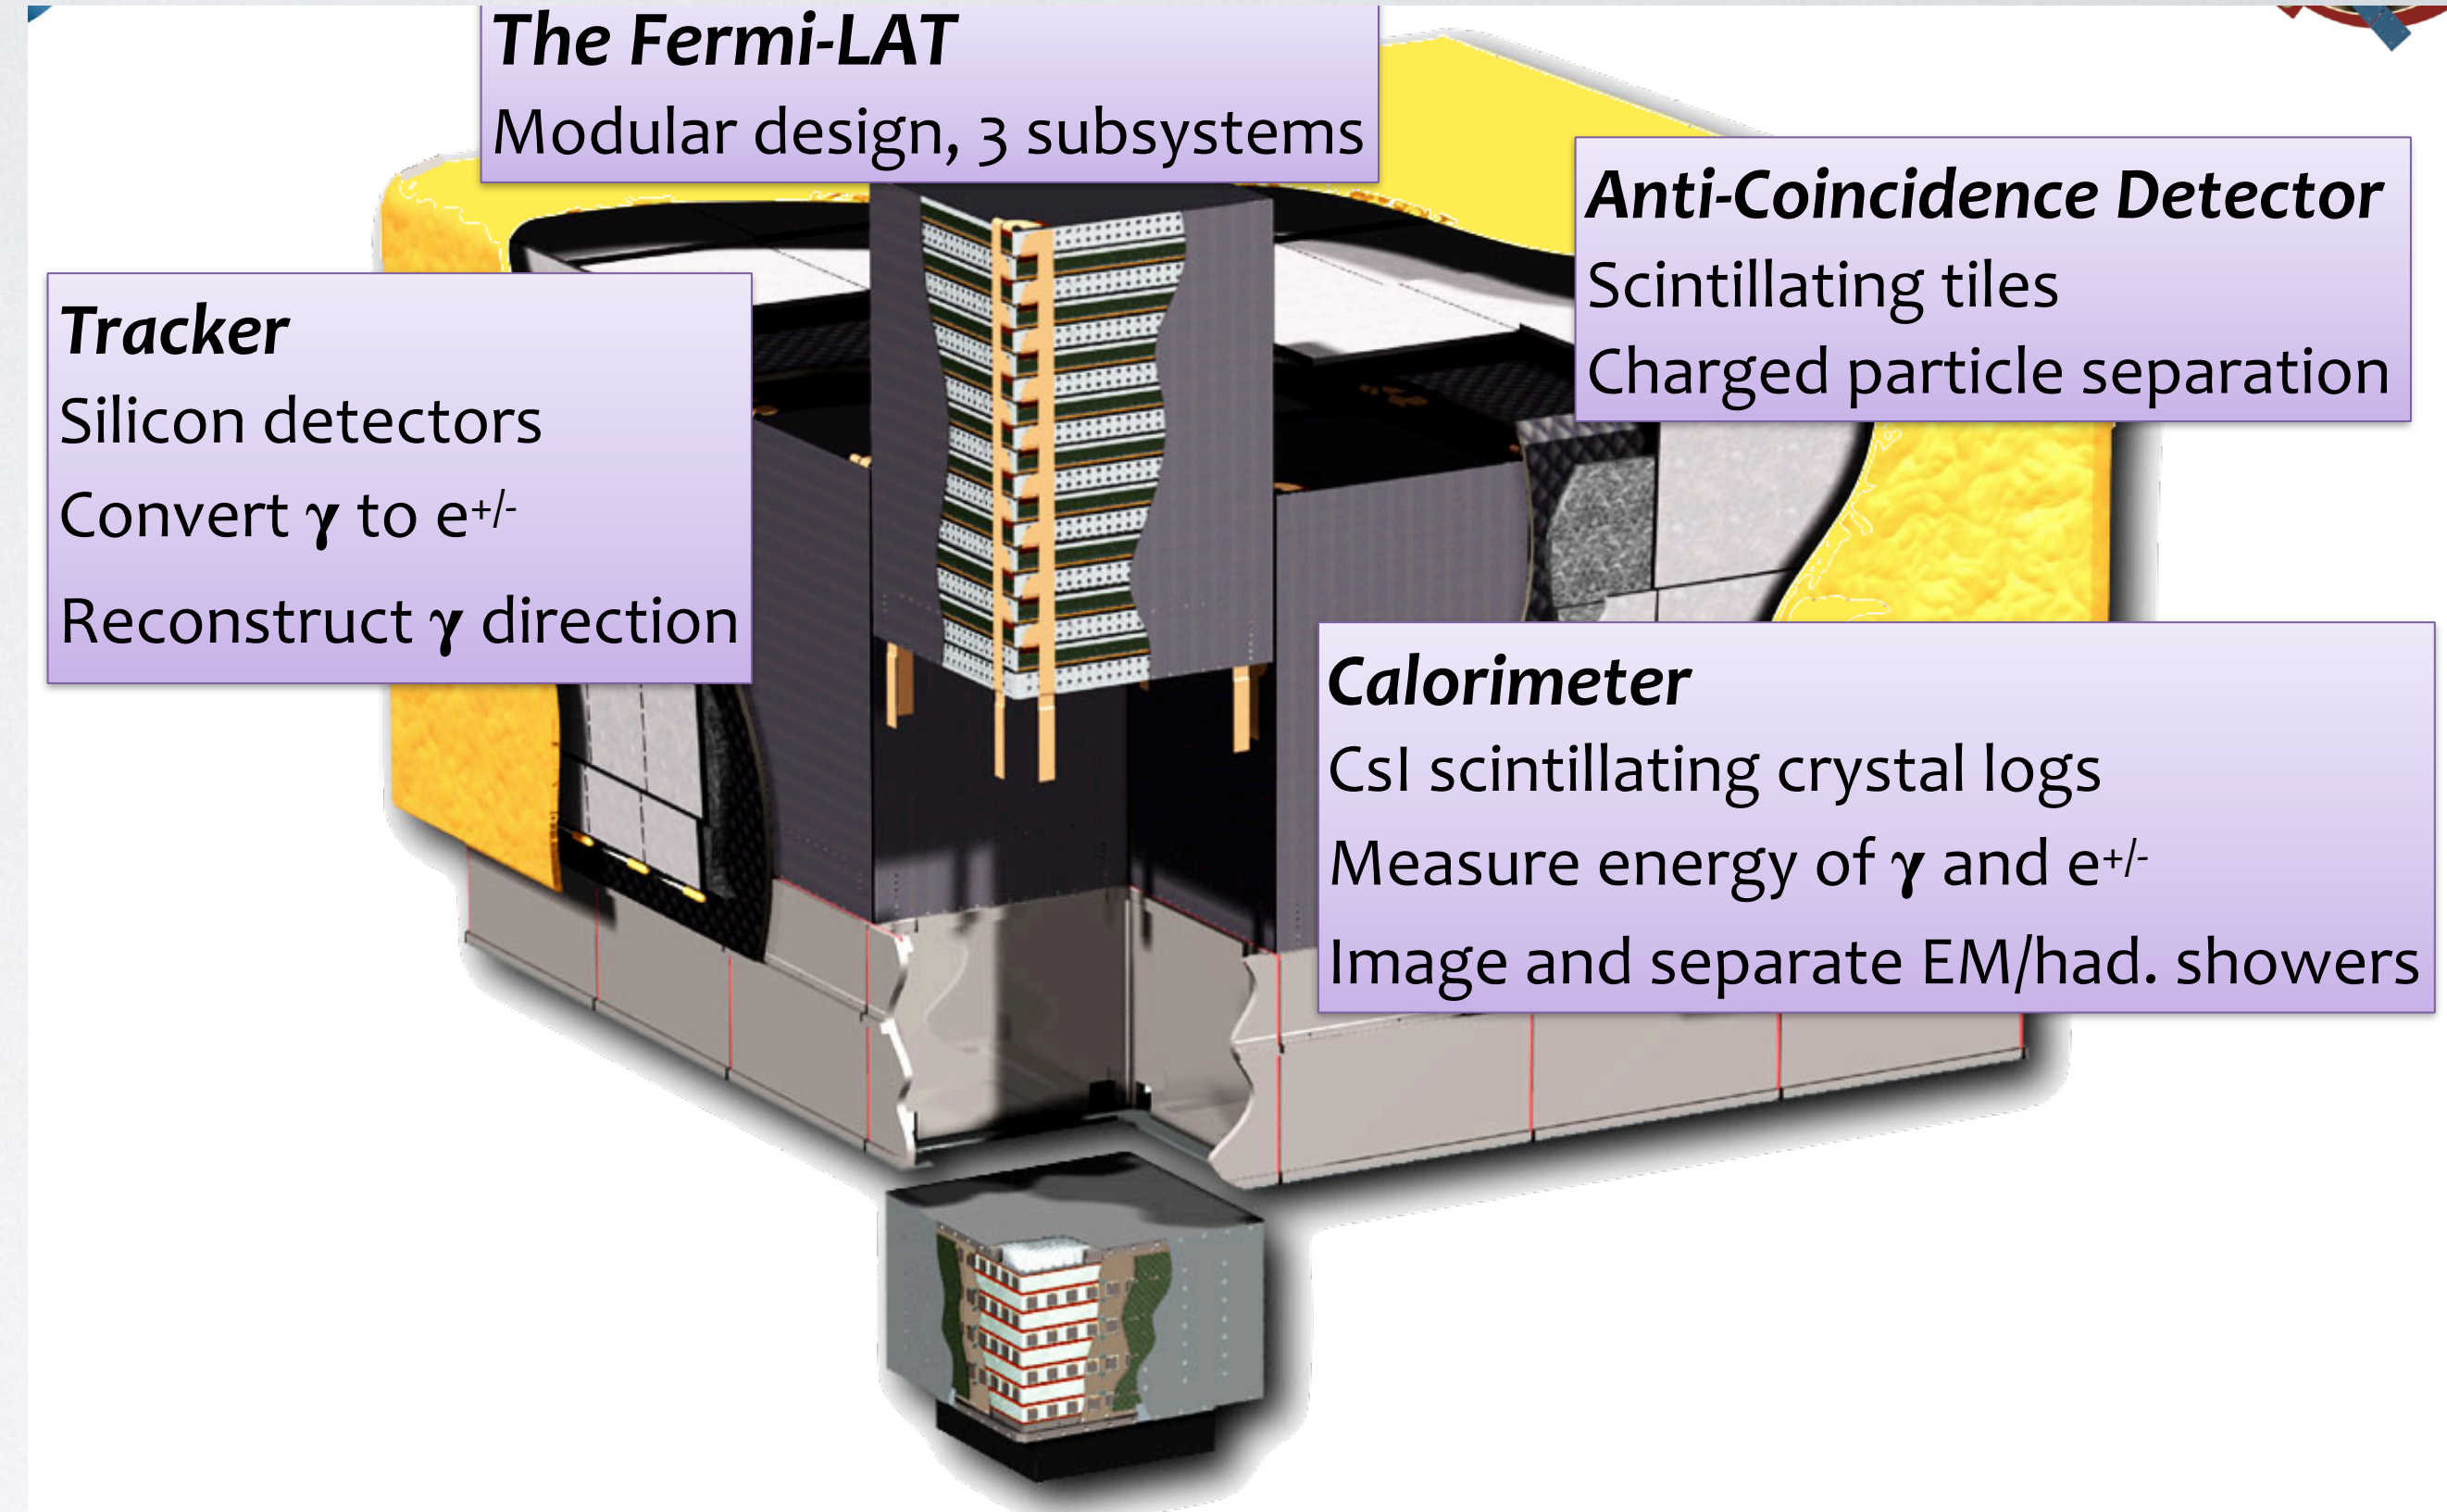 The Fermi-LAT
Modular design, 3 subsystems
Anti-Coincidence Detector
Scintillating tiles
Charged particle separation
Tracker
Silicon detectors
Convert γ to e+/-
Reconstruct γ direction
Calorimeter
CsI scintillating crystal logs
Measure energy of γ and e+/-
Image and separate EM/had. showers